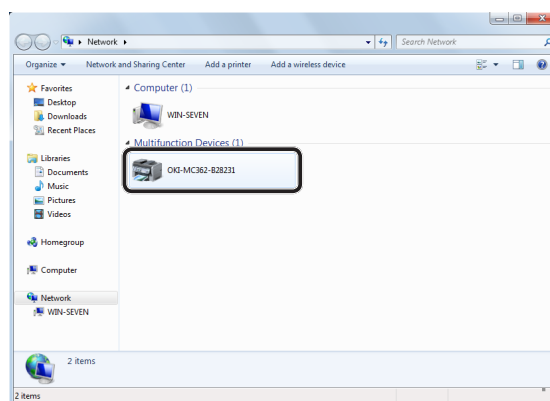 Network
Search Network
Organize Network and Sharing Center Add a printer Add a wireless device
Favorites
Desktop
Downloads
Recent Places
Libraries
Documents
Music
Pictures
Videos
Homegroup
Computer
Network
WIN-SEVEN
Computer (1)
WIN-SEVEN
Multifunction Devices (1)
OKI-MC362-B28231
2 items
2 items